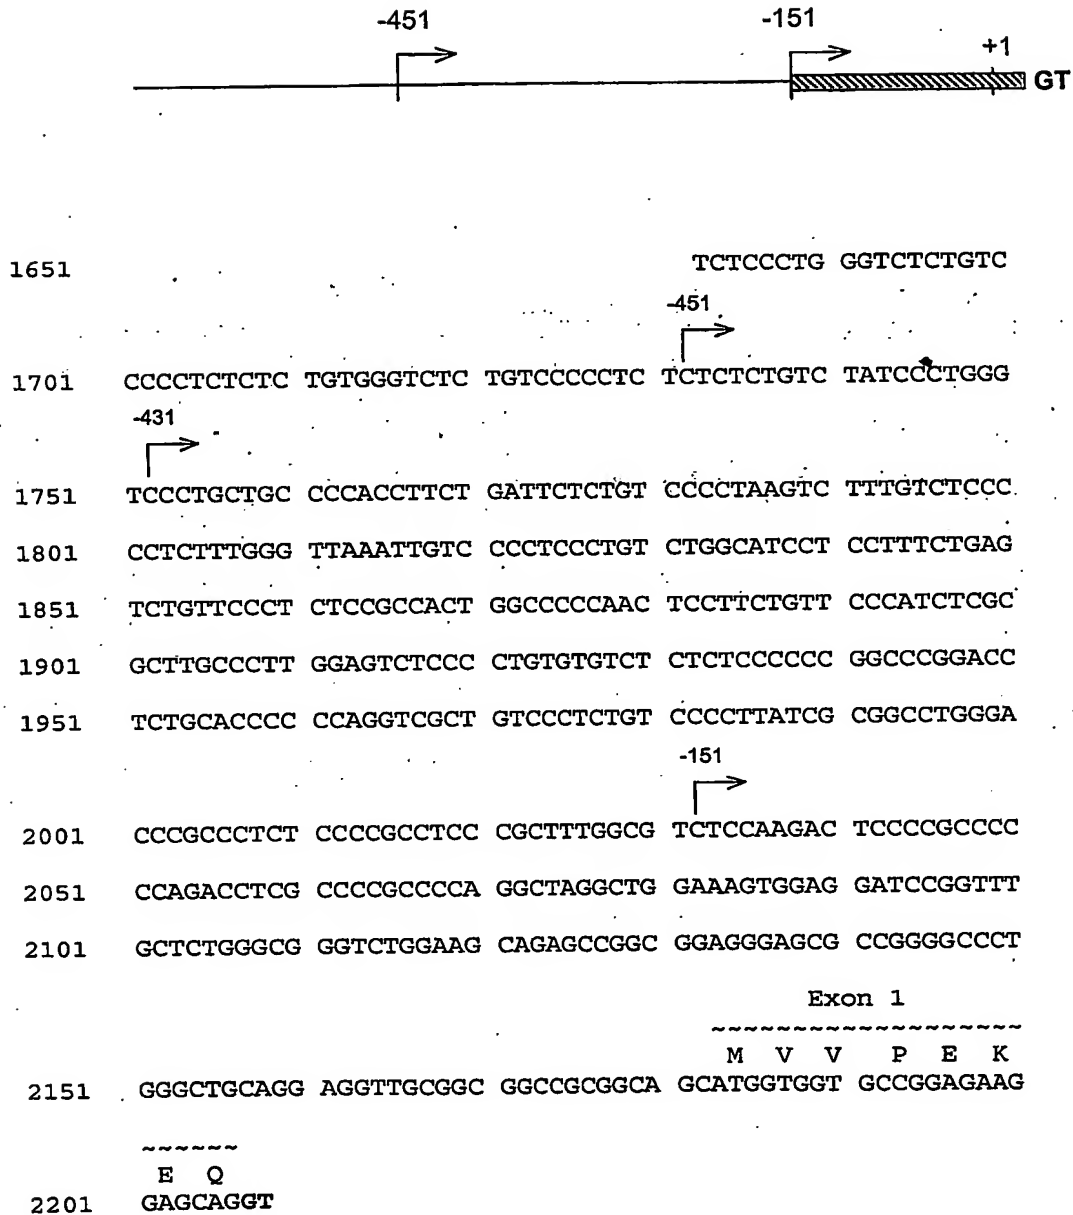 -451 -151
+1
GT
1651 TCTCCCTG GGTCTCTGTC
-451
1701 CCCCTCTCTC TGTGGGTCTC TGTCCCCCTC TCTCTCTGTC TATCCCTGGG
-431
1751 TCCCTGCTGC CCCACCTTCT GATTCTCTGT CCCCTAAGTC TTTGTCTCCC
1801 CCTCTTTGGG TTAAATTGTC CCCTCCCTGT CTGGCATCCT CCTTTCTGAG
1851 TCTGTTCCCT CTCCGCCACT GGCCCCCAAC TCCTTCTGTT CCCATCTCGC
1901 GCTTGCCCTT GGAGTCTCCC CTGTGTGTCT CTCTCCCCCC GGCCCGGACC
1951 TCTGCACCCC CCAGGTCGCT GTCCCTCTGT CCCCTTATCG CGGCCTGGGA
-151
2001 CCCGCCCTCT CCCCGCCTCC CGCTTTGGCG TCTCCAAGAC TCCCCGCCCC
2051 CCAGACCTCG CCCCGCCCCA GGCTAGGCTG GAAAGTGGAG GATCCGGTTT
2101 GCTCTGGGCG GGTCTGGAAG CAGAGCCGGC GGAGGGAGCG CCGGGGCCCT
Exon 1
~~~~~~~~~~~~~~~~~~~
M V V P E K
2151 GGGCTGCAGG AGGTTGCGGC GGCCGCGGCA GCATGGTGGT GCCGGAGAAG
~~~~~~
E Q
2201 GAGCAGGT